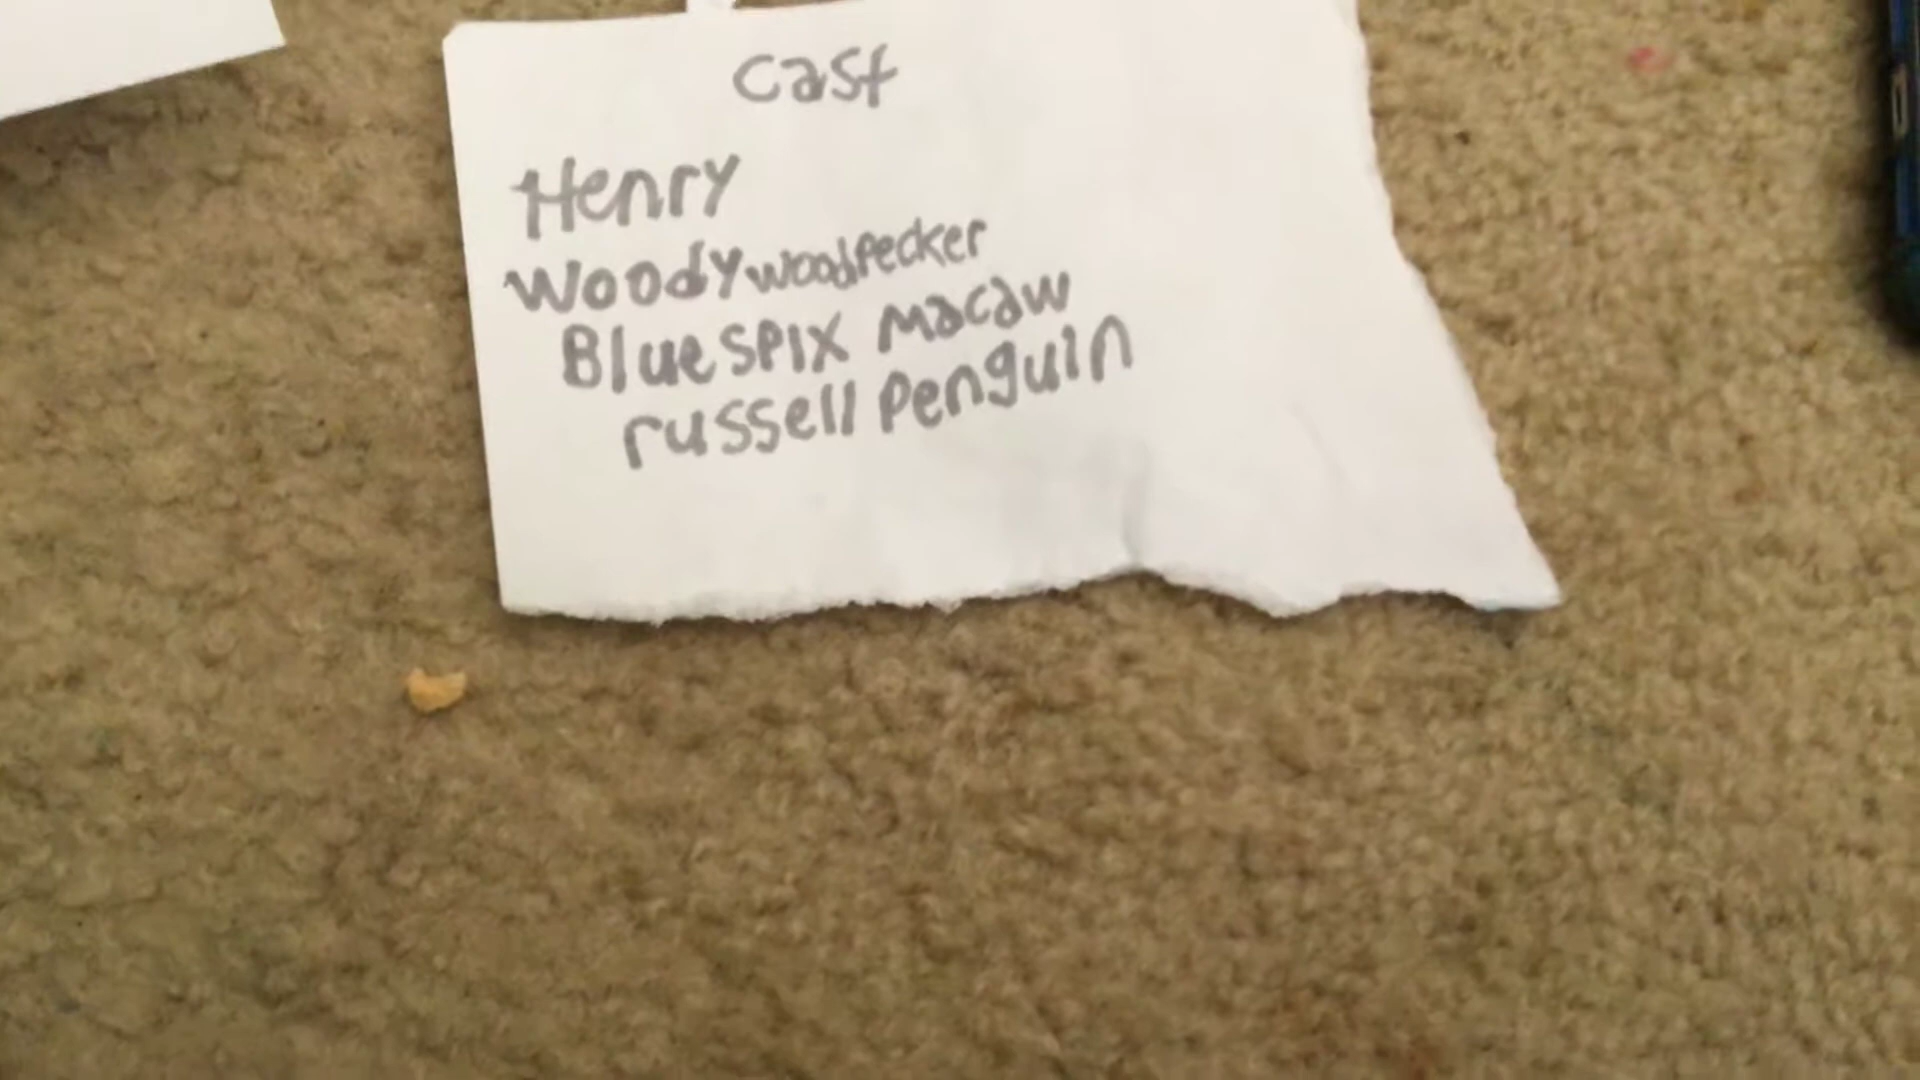 cast
Henry
Woody woodpecker
Blue spix macaw
russell penguin